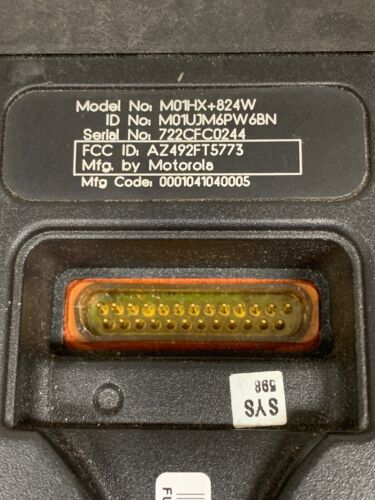 Model No: M01HX+824W
ID No: M01UJM6PW6BN
Serial No: 722CFC0244
FCC ID: AZ492FT5773
Mfg. by Motorola
Mfg Code: 0001041040005
SYS
598